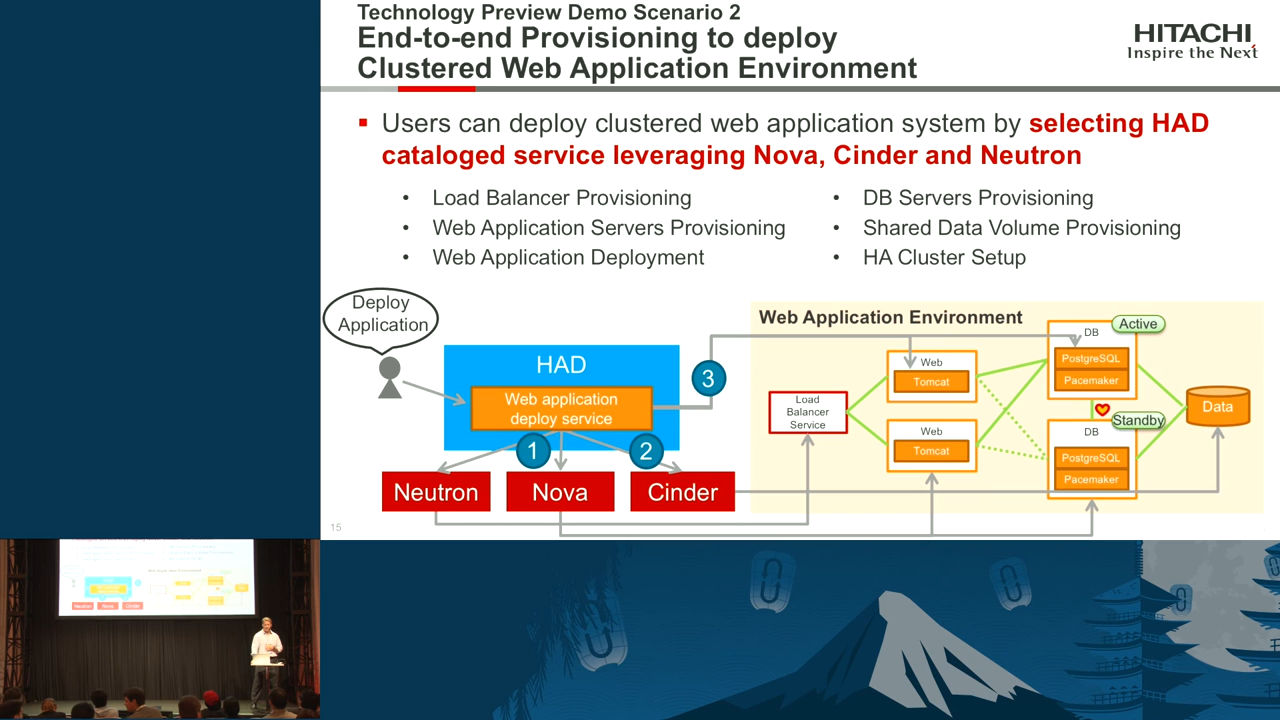 Technology Preview Demo Scenario 2
End-to-end Provisioning to deploy
Clustered Web Application Environment
HITACHI
Inspire the Next
Users can deploy clustered web application system by selecting HAD
cataloged service leveraging Nova, Cinder and Neutron
• Load Balancer Provisioning
• Web Application Servers Provisioning
• Web Application Deployment
• DB Servers Provisioning
• Shared Data Volume Provisioning
• HA Cluster Setup
Deploy
Application
HAD
Web application
deploy service
1
2
3
Neutron
Nova
Cinder
Web Application Environment
Load
Balancer
Service
Web
Tomcat
Web
Tomcat
DB
Active
PostgreSQL
Pacemaker
Standby
DB
PostgreSQL
Pacemaker
Data
15